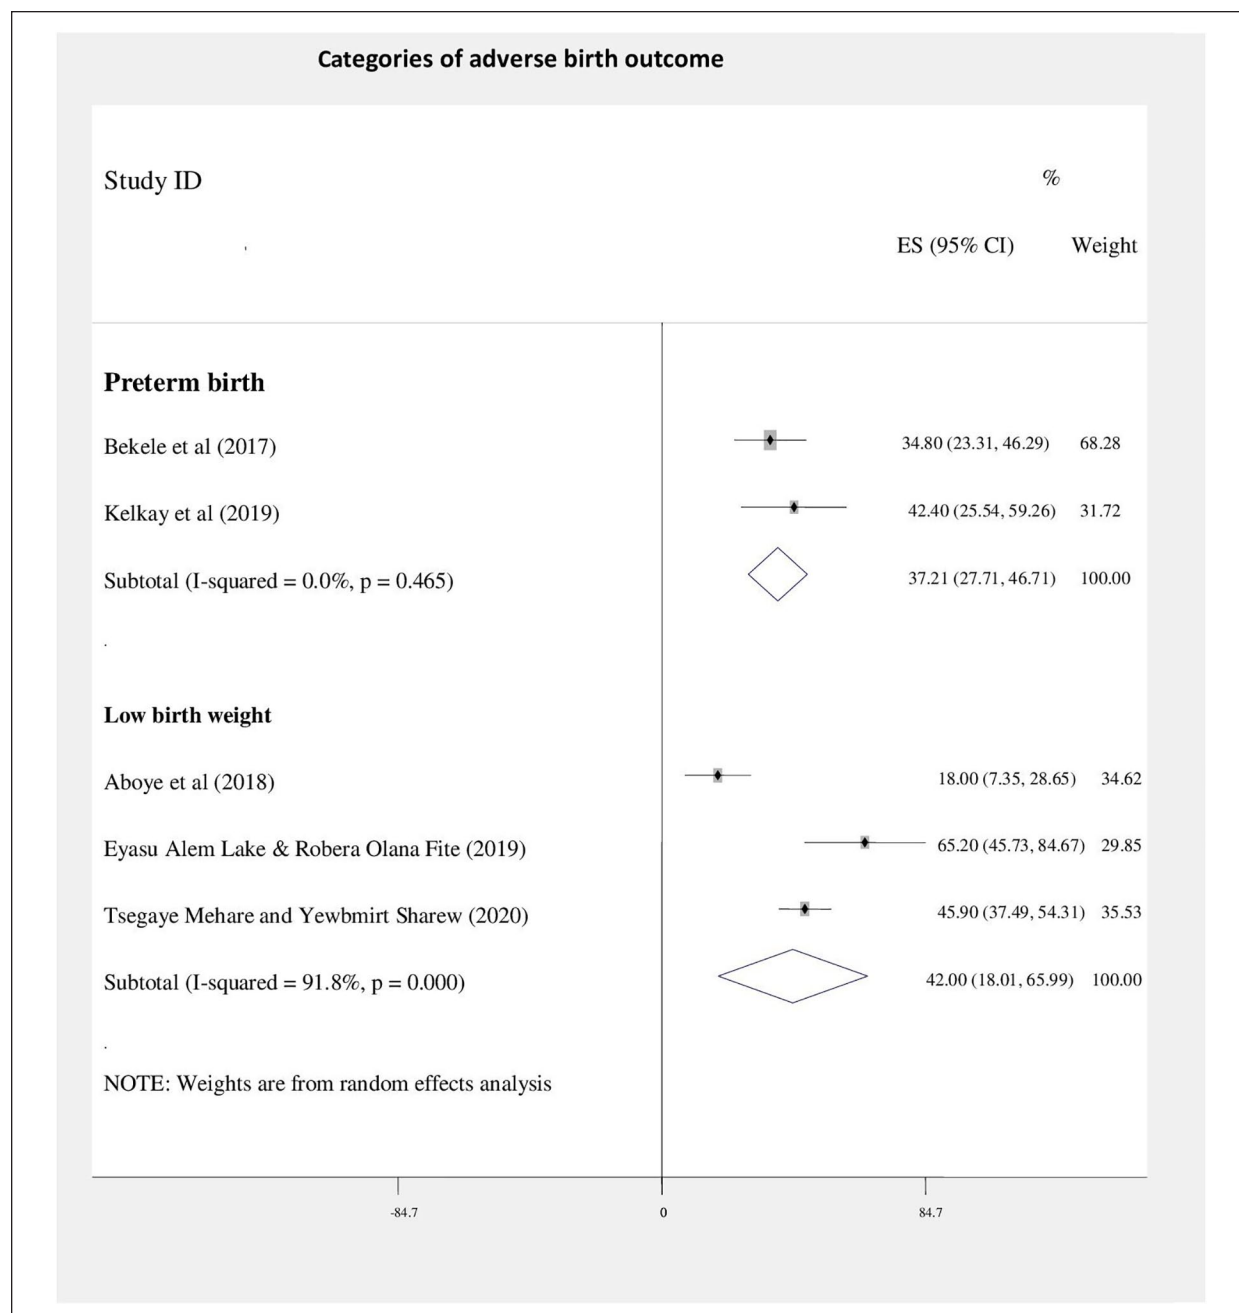 Categories of adverse birth outcome
Study ID %
ES (95% CI) Weight
Preterm birth
Bekele et al (2017) 34.80 (23.31, 46.29) 68.28
Kelkay et al (2019) 42.40 (25.54, 59.26) 31.72
Subtotal (I-squared = 0.0%, p = 0.465) 37.21 (27.71, 46.71) 100.00
.
Low birth weight
Aboye et al (2018) 18.00 (7.35, 28.65) 34.62
Eyasu Alem Lake & Robera Olana Fite (2019) 65.20 (45.73, 84.67) 29.85
Tsegaye Mehare and Yewbmirt Sharew (2020) 45.90 (37.49, 54.31) 35.53
Subtotal (I-squared = 91.8%, p = 0.000) 42.00 (18.01, 65.99) 100.00
.
NOTE: Weights are from random effects analysis
-84.7 0 84.7